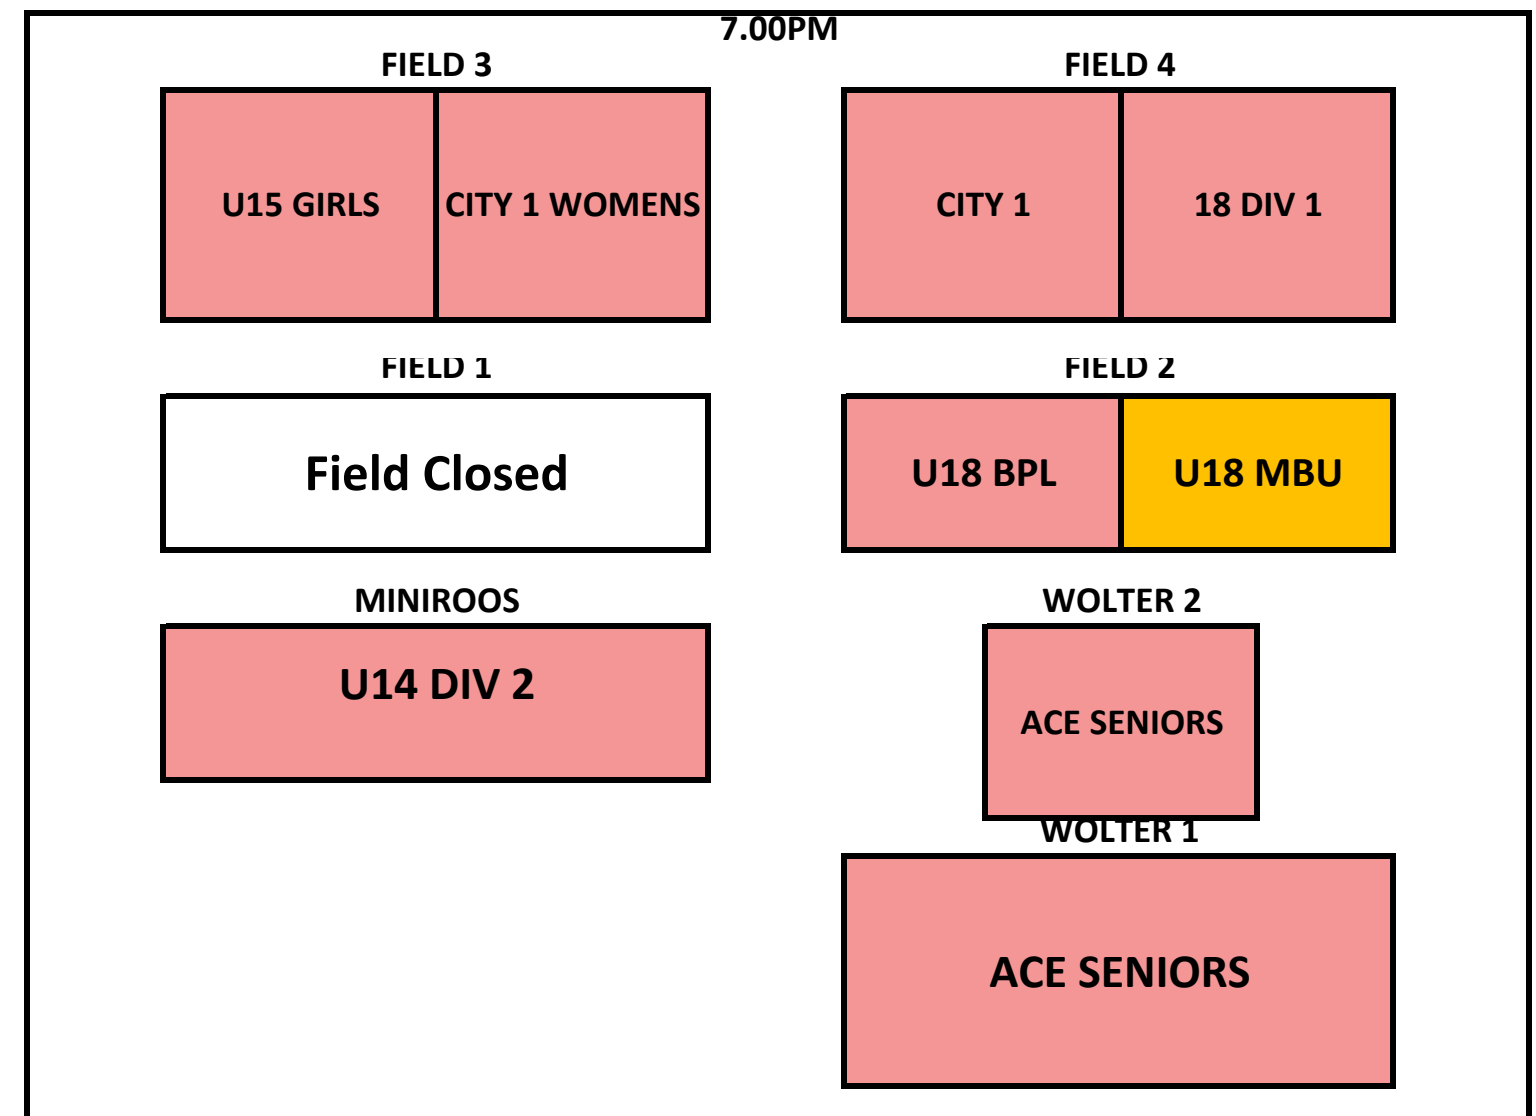 7.00PM
FIELD 3
FIELD 4
U15 GIRLS
CITY 1 WOMENS
CITY 1
18 DIV 1
FIELD 1
FIELD 2
Field Closed
U18 BPL
U18 MBU
MINIROOS
WOLTER 2
U14 DIV 2
ACE SENIORS
WOLTER 1
ACE SENIORS